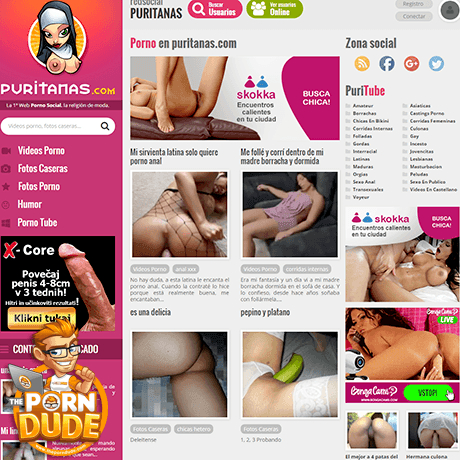 redsocial
PURITANAS
Buscar
Usuarios
Ver usuarios
Online
Registro
Conectar
PURITANAS.COM
La 1ª Web Porno Social, la religión de moda.
Videos porno, fotos caseras...
Videos Porno
Fotos Caseras
Fotos Porno
Humor
Porno Tube
X-Core
Povečaj
penis 4-8cm
v 3 tednih!
Hitri in učinkoviti rezultati!
Klikni tukaj
THE
PORN
DUDE
Porno en puritanas.com
skokka
Encuentros
calientes
en tu ciudad
BUSCA
CHICA!
Mi sirvienta latina solo quiere
porno anal
Videos Porno
anal xxx
No hay duda, a esta latina le encanta el
porno anal. Cuando la contraté lo hice
porque está realmente buena, me
encantaban...
Me follé y corrí dentro de mi
madre borracha y dormida
Videos Porno
corridas internas
Era mi fantasía y un día vi a mi madre
borracha dormida en el sofá de casa. Y
lo confieso, desde hace años soñaba
con follármela...
es una delicia
Fotos Caseras
chicas hetero
Deleitense
pepino y platano
Fotos Caseras
1, 2, 3 Probando
Zona social
PuriTube
Amateur
Borrachas
Chicas En Bikini
Corridas Internas
Folladas
Gordas
Interracial
Latinas
Maduras
Orgias
Sexo Anal
Transexuales
Voyeur
Asiaticas
Castings Porno
Corridas Femeninas
Culonas
Gay
Incesto
Jovencitas
Lesbianas
Masturbacion
Peludas
Sexo En Publico
Videos En Castellano
skokka
Encuentros calientes
en tu ciudad
BUSCA
CHICA!
BONGACAMS
LIVE
BongaCams
VSTOPI!
El mejor a 4 patas del
Hermana culona